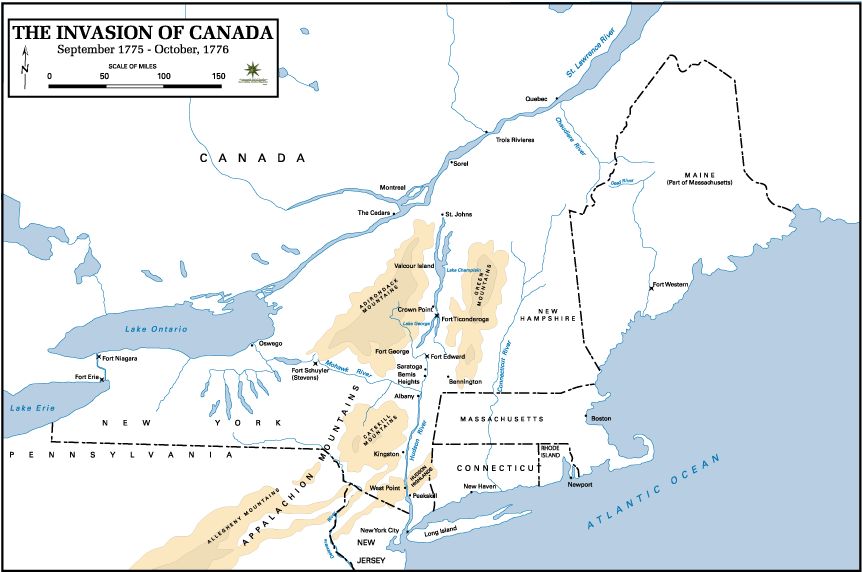 THE INVASION OF CANADA
September 1775 - October, 1776
SCALE OF MILES
N
0 50 100 150
St. Lawrence River
Quebec
Chaudiere River
Trois Rivieres
CANADA
Sorel
MAINE
(Part of Massachusetts)
Dead River
Montreal
The Cedars
St. Johns
Valcour Island
Lake Champlain
GREEN
MOUNTAINS
ADIRONDACK
MOUNTAINS
Fort Western
Crown Point
Fort Ticonderoga
Lake George
NEW
HAMPSHIRE
Lake Ontario
Oswego
Fort George
Fort Edward
Fort Niagara
Fort Schuyler
(Stevens)
Mohawk River
Saratoga
Bemis
Heights
Bennington
Connecticut River
Fort Erie
Albany
Lake Erie
NEW YORK
MASSACHUSETTS
Boston
CATSKILL
MOUNTAINS
Hudson River
PENNSYLVANIA
APPALACHION MOUNTAINS
Kingston
HUDSON
HIGHLANDS
CONNECTICUT
RHODE
ISLAND
West Point
Peekskill
New Haven
Newport
ATLANTIC OCEAN
ALLEGHENY MOUNTAINS
New York City
Long Island
NEW
JERSEY